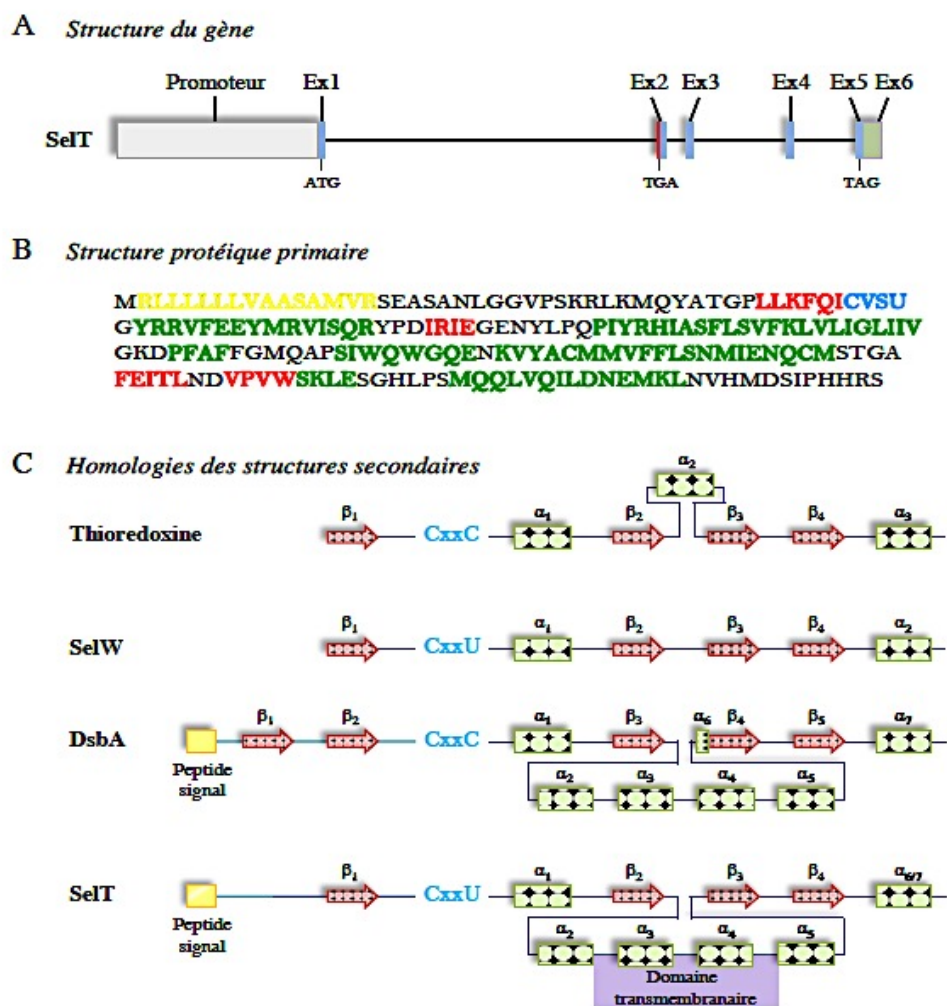 A Structure du gène
Promoteur Ex1 Ex2 Ex3 Ex4 Ex5 Ex6
SelT
ATG TGA TAG
B Structure protéique primaire
MRLLLLLLVAASAMVRSEASANLGGVPSKRLKMQYATGPLLKFQICVSU
GYRRVFEEYMRVISQRYPDIRIEGENYLPQPIYRHIASFLSVFKLVLIGLIIV
GKDPFAFFGMQAPSIWQWGQENKVYACMMVFFLSNMIENQCMSTGA
FEITLNDVPVWSKLESGHLPSMQQLVQILDNEMKLNVHMDSIPHHRS
C Homologies des structures secondaires
α2
β1 α1 β2 β3 β4 α3
Thioredoxine CxxC
β1 α1 β2 β3 β4 α2
SelW CxxU
β1 β2 α1 β3 α6 β4 β5 α7
DsbA CxxC
Peptide
signal
α2 α3 α4 α5
β1 α1 β2 β3 β4 α6/7
SelT CxxU
Peptide
signal
α2 α3 α4 α5
Domaine
transmembranaire